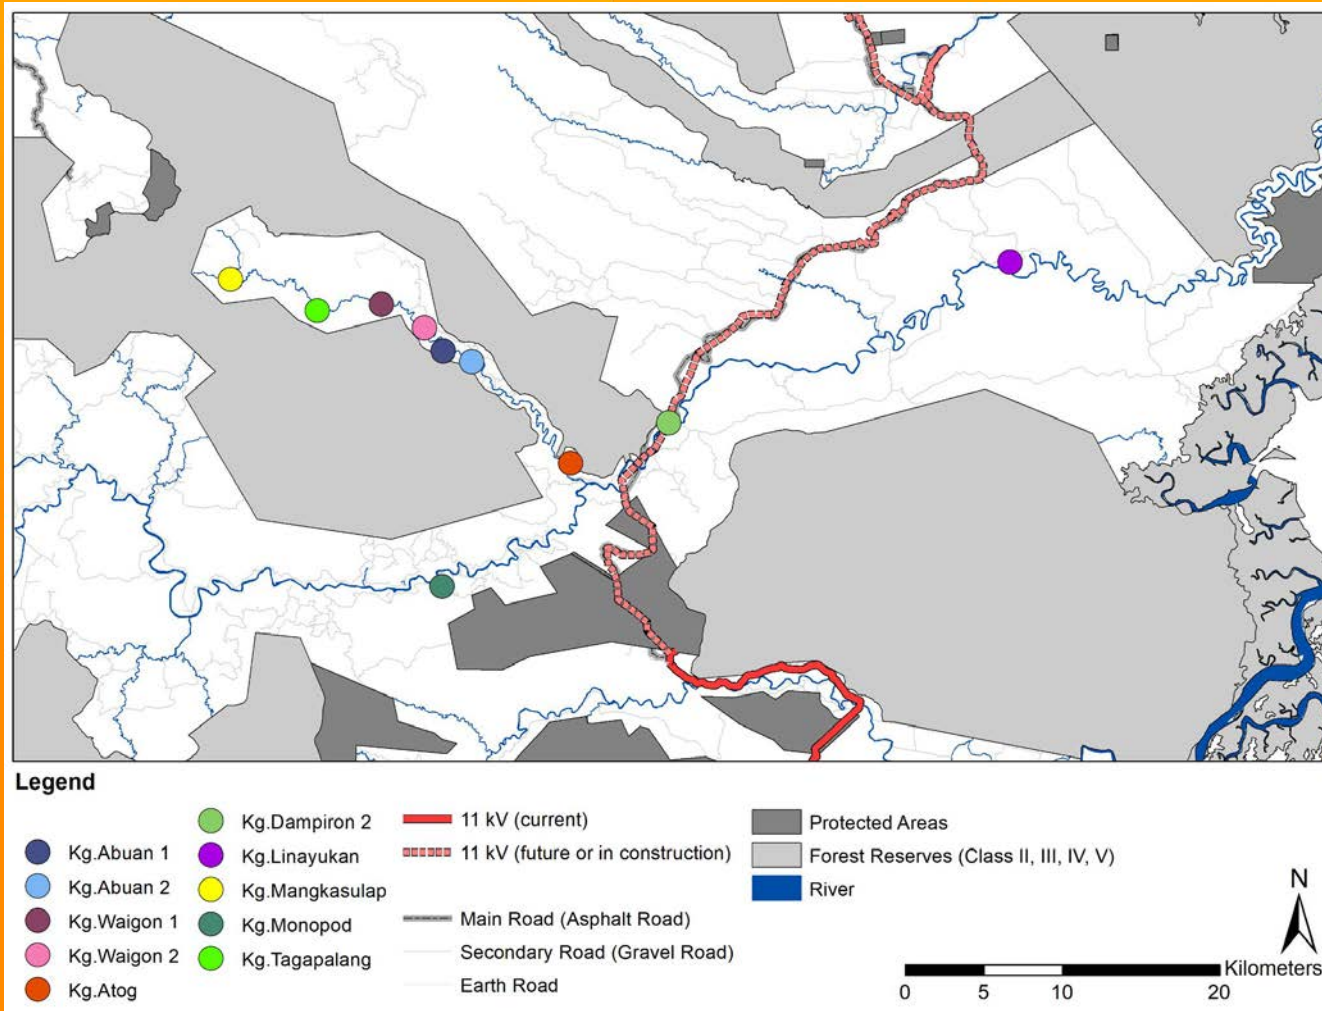 Legend
Kg.Abuan 1
Kg.Abuan 2
Kg.Waigon 1
Kg.Waigon 2
Kg.Atog
Kg.Dampiron 2
Kg.Linayukan
Kg.Mangkasulap
Kg.Monopod
Kg.Tagapalang
11 kV (current)
11 kV (future or in construction)
Main Road (Asphalt Road)
Secondary Road (Gravel Road)
Earth Road
Protected Areas
Forest Reserves (Class II, III, IV, V)
River
N
Kilometers
0 5 10 20